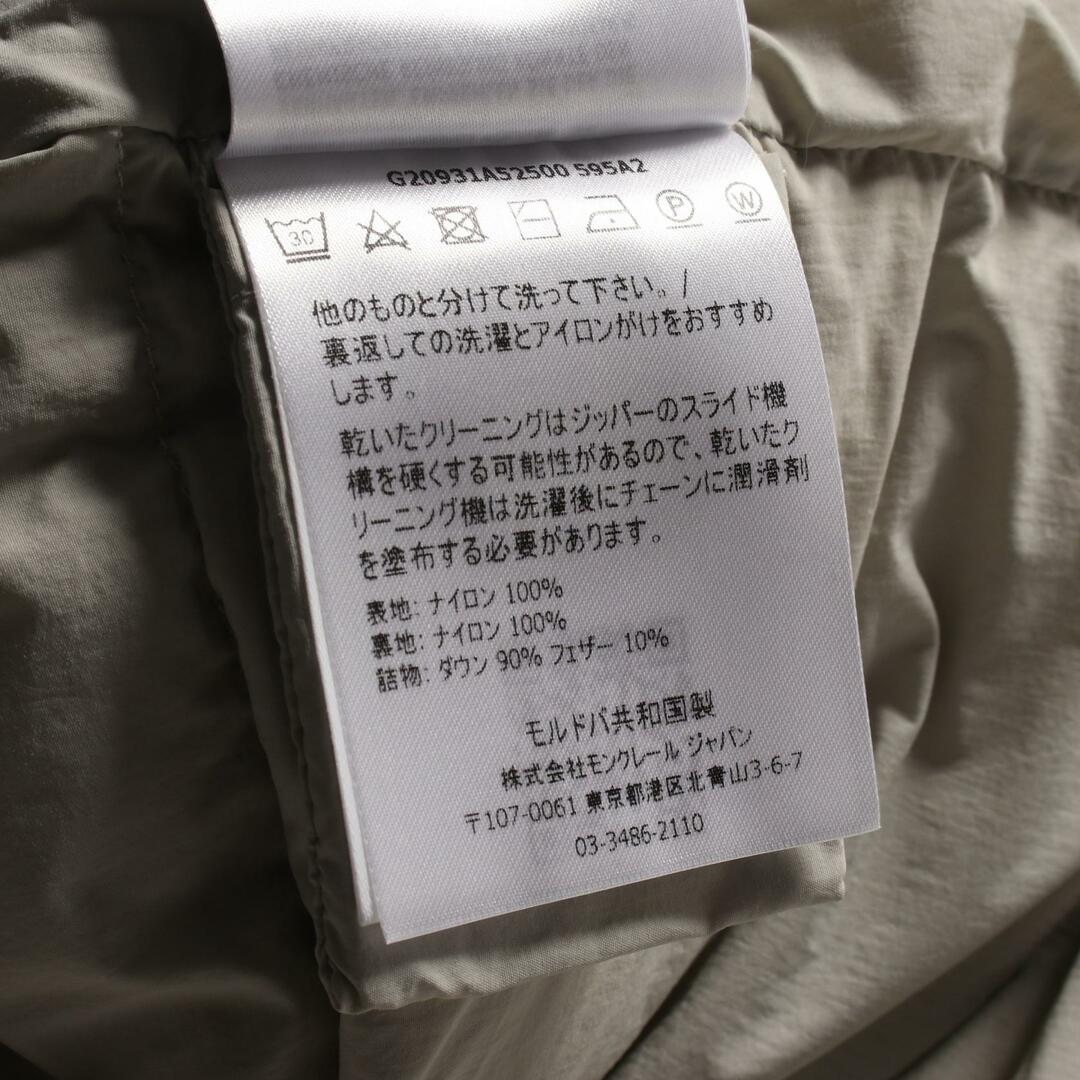 G20931A52500 595A2
30
P
W
他のものと分けて洗って下さい。/
裏返しての洗濯とアイロンがけをおすすめ
します。
乾いたクリーニングはジッパーのスライド機
構を硬くする可能性があるので、乾いたク
リーニング機は洗濯後にチェーンに潤滑剤
を塗布する必要があります。
表地: ナイロン 100%
裏地: ナイロン 100%
詰物: ダウン 90% フェザー 10%
モルドバ共和国製
株式会社モンクレール ジャパン
〒107-0061 東京都港区北青山3-6-7
03-3486-2110